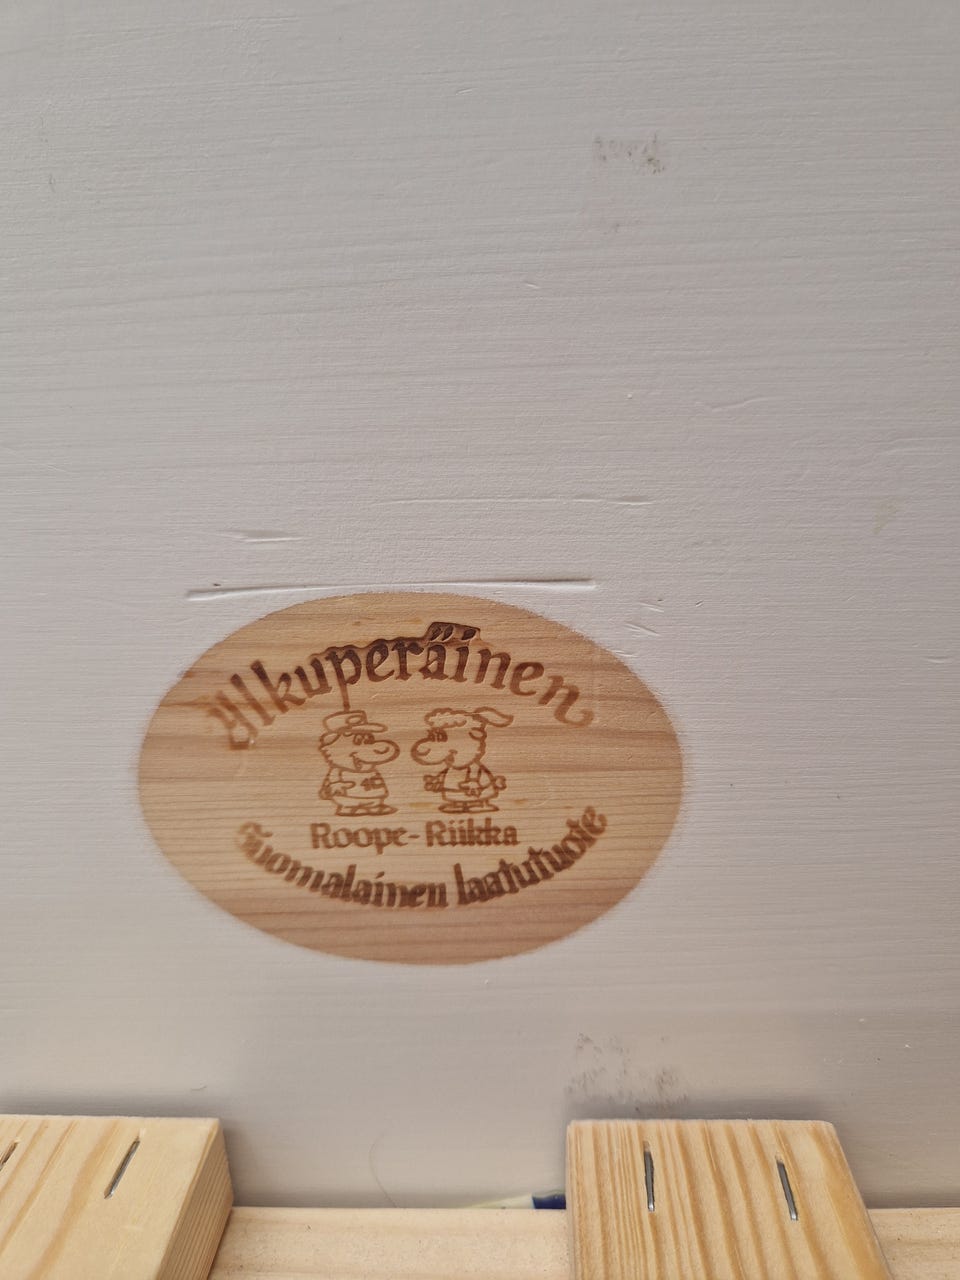 Alkuperäinen
Roope-Riikka
Suomalainen laatutuote